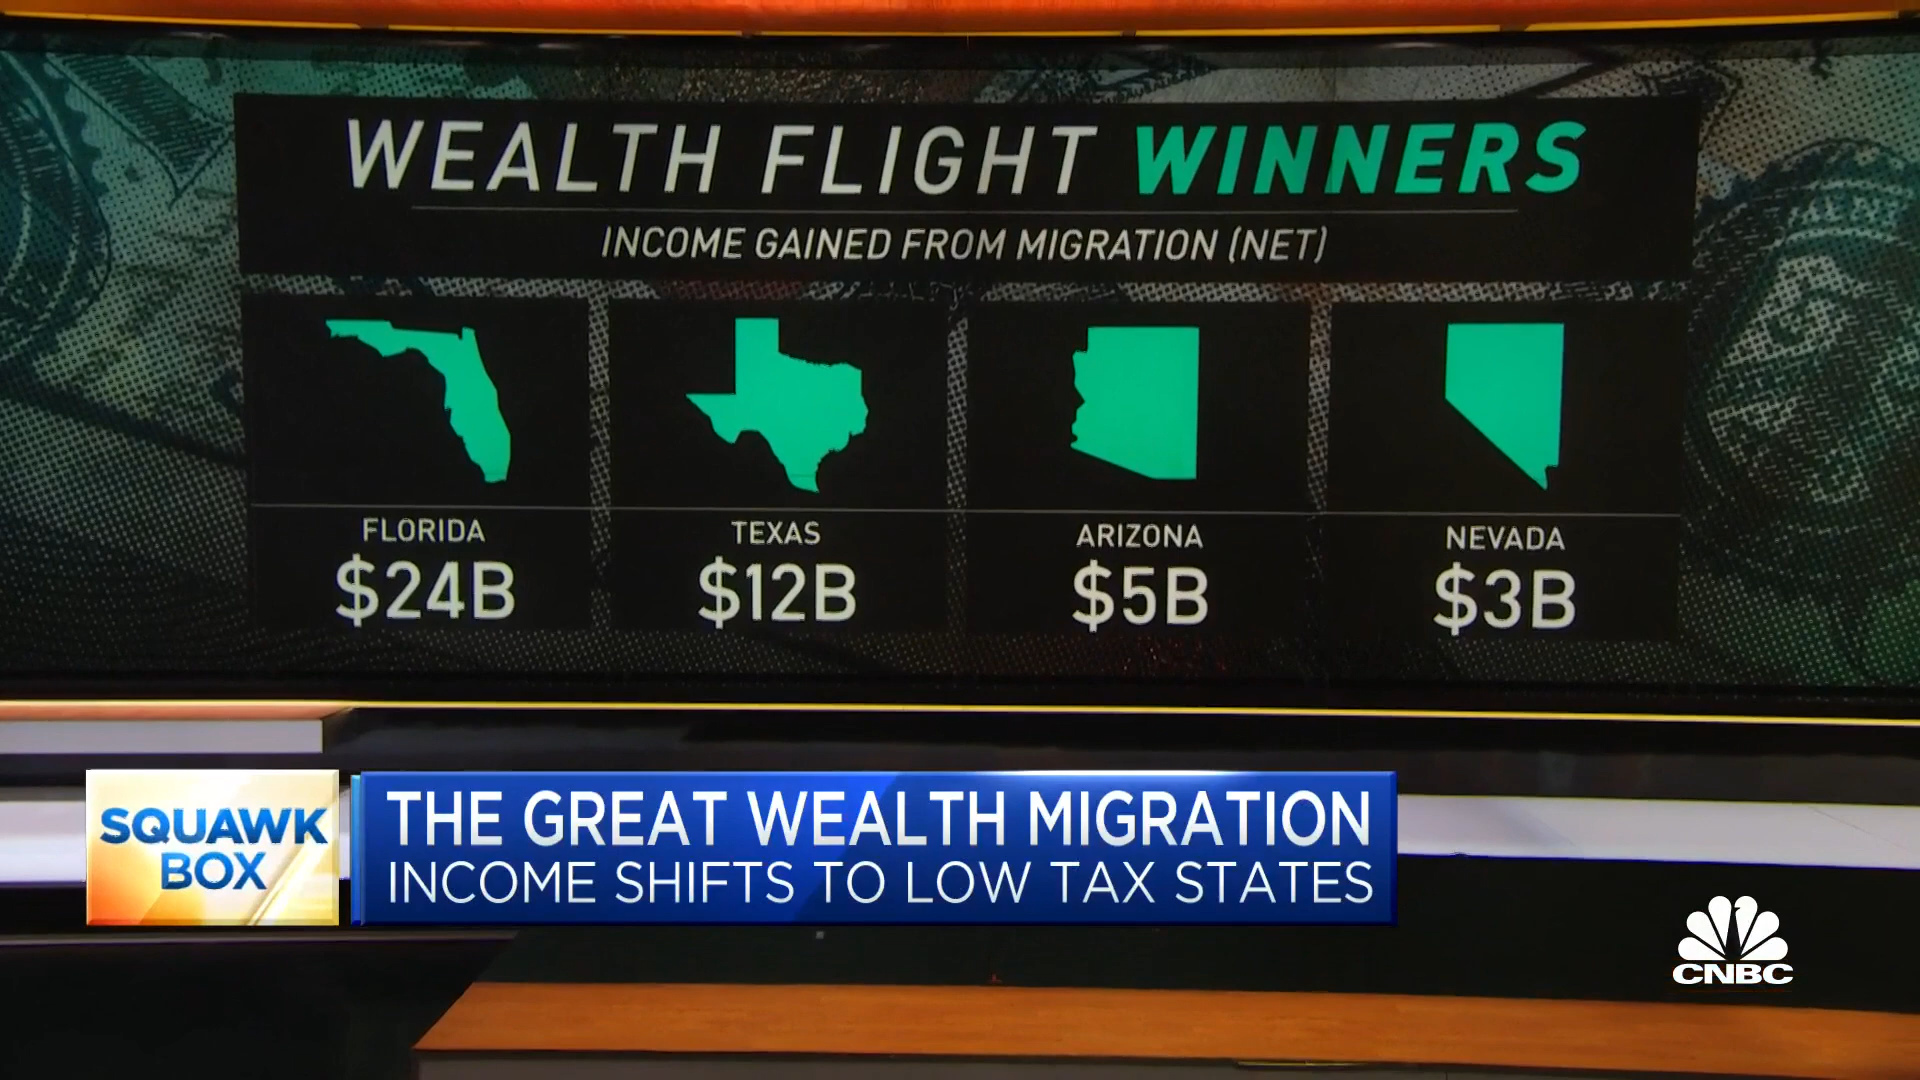 WEALTH FLIGHT WINNERS
INCOME GAINED FROM MIGRATION (NET)
FLORIDA
$24B
TEXAS
$12B
ARIZONA
$5B
NEVADA
$3B
SQUAWK
BOX
THE GREAT WEALTH MIGRATION
INCOME SHIFTS TO LOW TAX STATES
CNBC